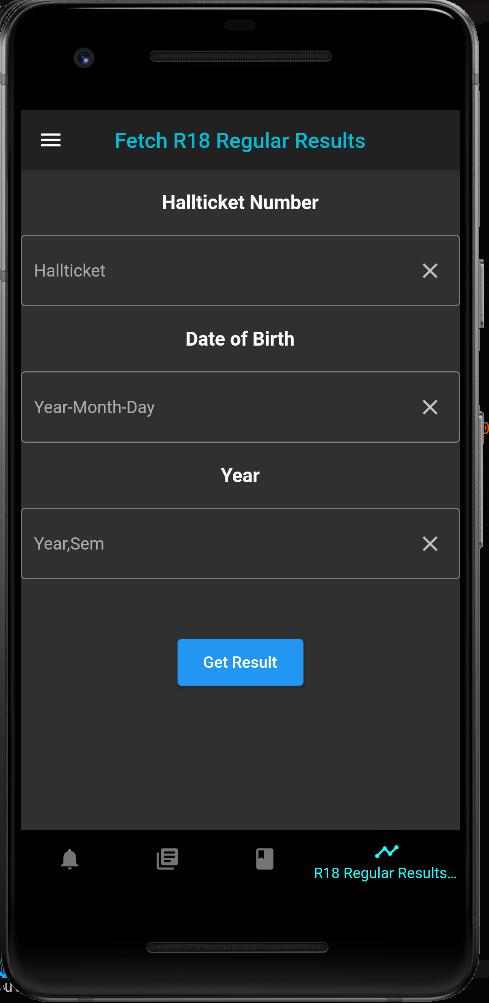 Fetch R18 Regular Results
Hallticket Number
Hallticket
Date of Birth
Year-Month-Day
Year
Year,Sem
Get Result
R18 Regular Results...